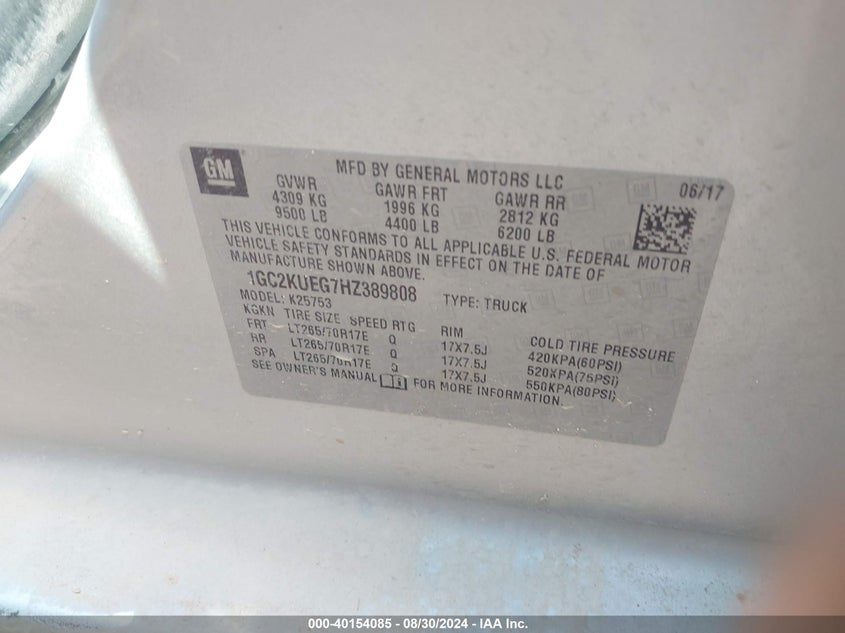 GM
MFD BY GENERAL MOTORS LLC
06/17
GVWR GAWR FRT GAWR RR
4309 KG 1996 KG 2812 KG
9500 LB 4400 LB 6200 LB
THIS VEHICLE CONFORMS TO ALL APPLICABLE U.S. FEDERAL MOTOR
VEHICLE SAFETY STANDARDS IN EFFECT ON THE DATE OF
MANUFACTURE SHOWN ABOVE.
1GC2KUEG7HZ389808 TYPE: TRUCK
MODEL: K25753
KGKN TIRE SIZE SPEED RTG RIM COLD TIRE PRESSURE
FRT LT265/70R17E Q 17X7.5J 420KPA(60PSI)
RR LT265/70R17E Q 17X7.5J 520KPA(75PSI)
SPA LT265/70R17E Q 17X7.5J 550KPA(80PSI)
SEE OWNER'S MANUAL FOR MORE INFORMATION.
000-40154085 - 08/30/2024 - IAA Inc.